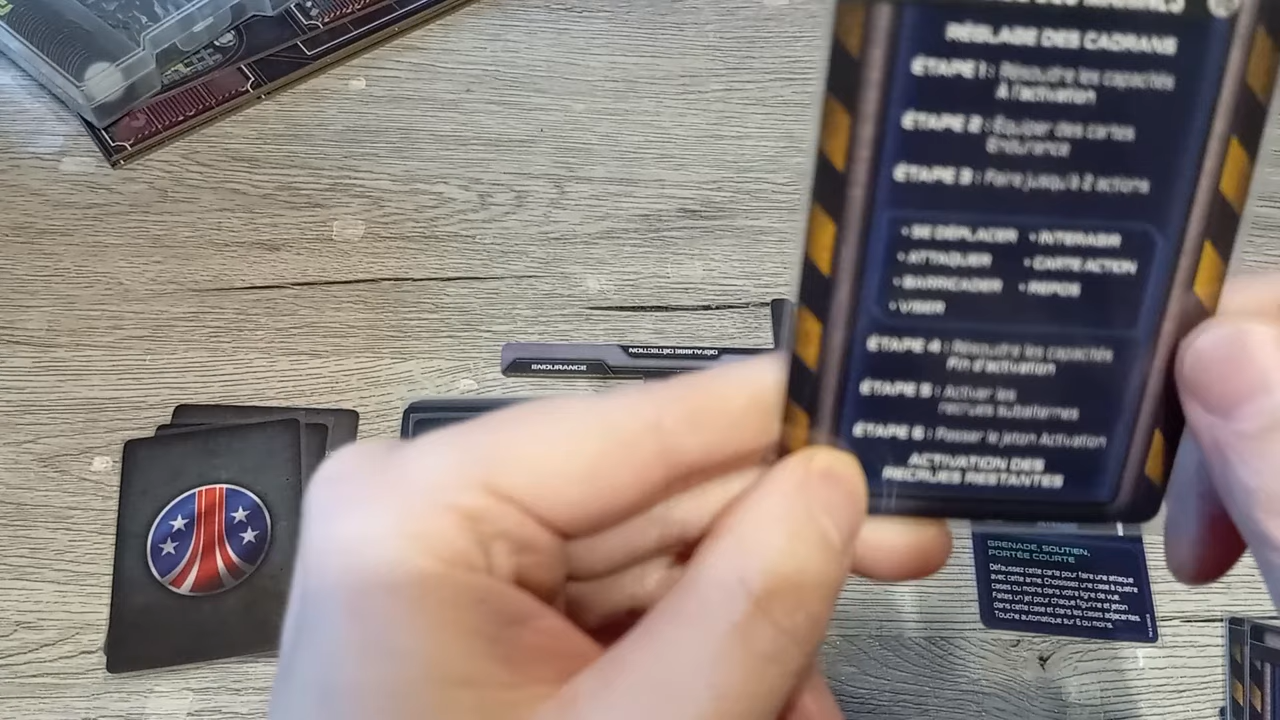 RÉGLAGE DES CADRANS
ÉTAPE 1 : Résoudre les capacités
À l'activation
ÉTAPE 2 : Équiper des cartes
Endurance
ÉTAPE 3 : Faire jusqu'à 2 actions
• SE DÉPLACER • INTERAGIR
• ATTAQUER • CARTE ACTION
• BARRICADER • REPOS
• VISER
ÉTAPE 4 : Résoudre les capacités
Fin d'activation
ÉTAPE 5 : Activer les
recrues subalternes
ÉTAPE 6 : Passer le jeton Activation
ACTIVATION DES
RECRUES RESTANTES
DÉFAUSSE DÉTECTION
ENDURANCE
GRENADE, SOUTIEN,
PORTÉE COURTE
Défaussez cette carte pour faire une attaque
avec cette arme. Choisissez une case à quatre
cases ou moins dans votre ligne de vue.
Faites un jet pour chaque figurine et jeton
dans cette case et dans les cases adjacentes.
Touche automatique sur 6 ou moins.